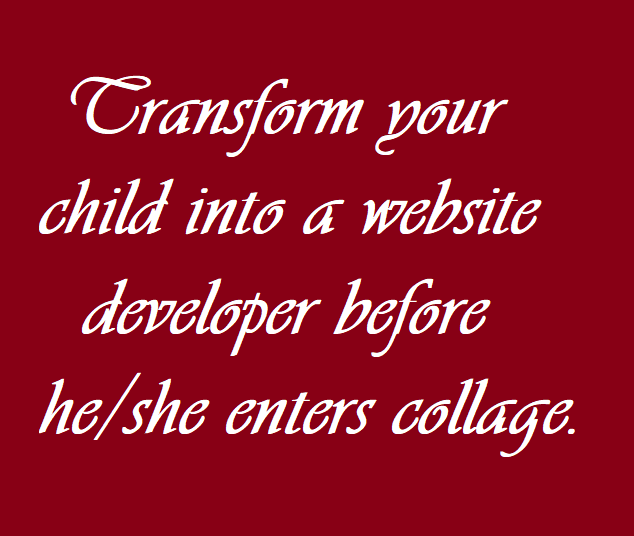 Transform your
child into a website
developer before
he/she enters collage.